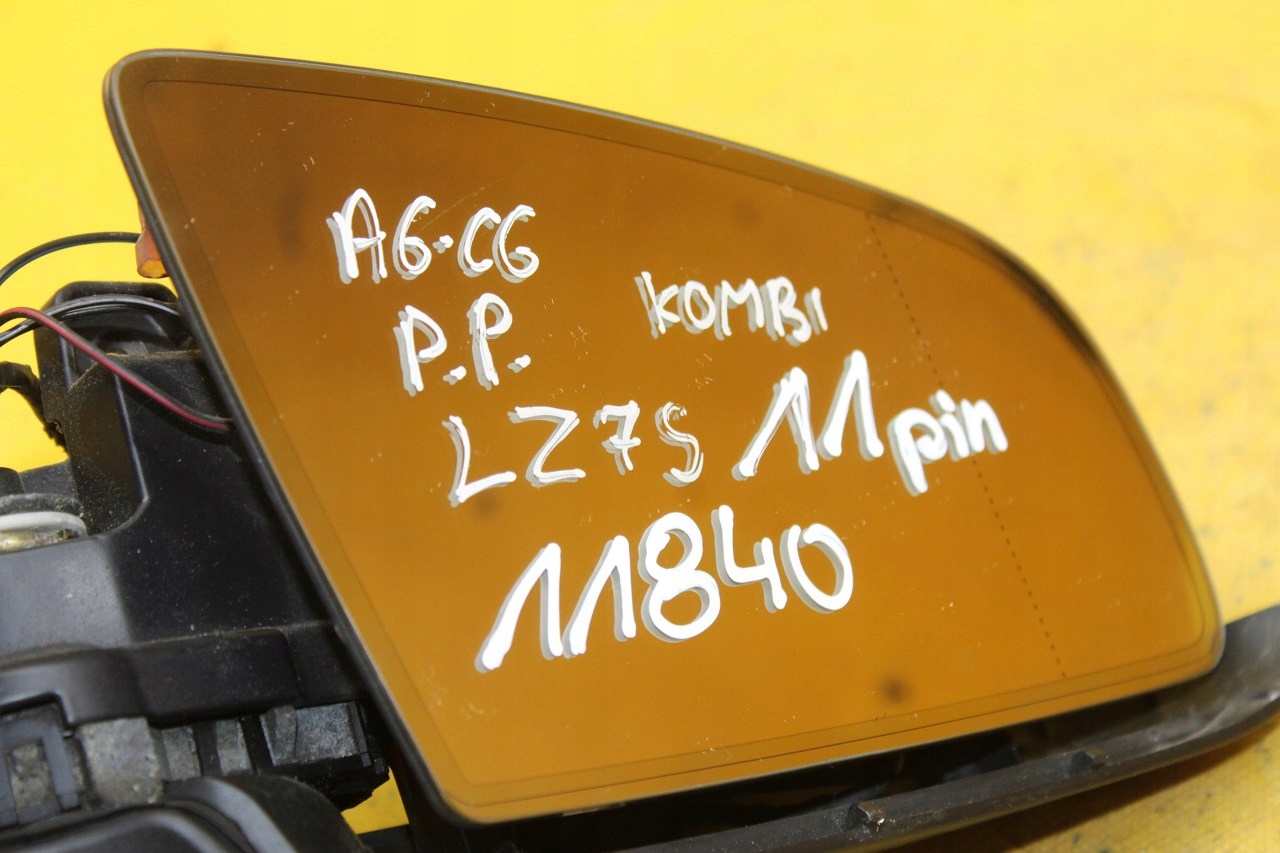 A6·C6
P.P. KOMBI
LZ7S 11pin
11840